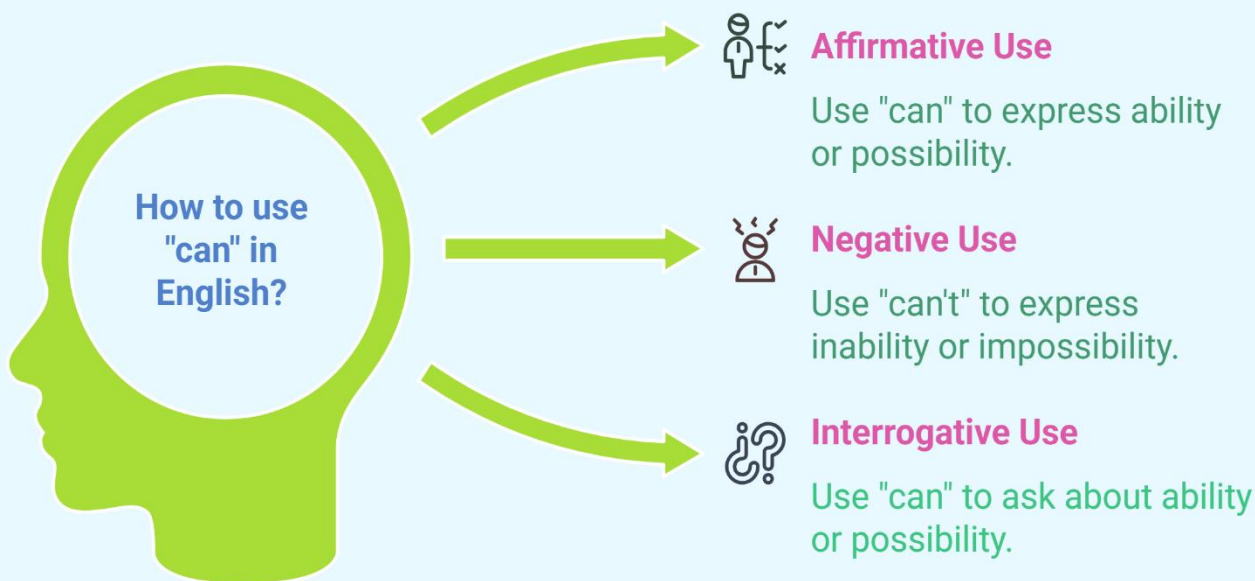 How to use
"can" in
English?
Affirmative Use
Use "can" to express ability
or possibility.
Negative Use
Use "can't" to express
inability or impossibility.
Interrogative Use
Use "can" to ask about ability
or possibility.